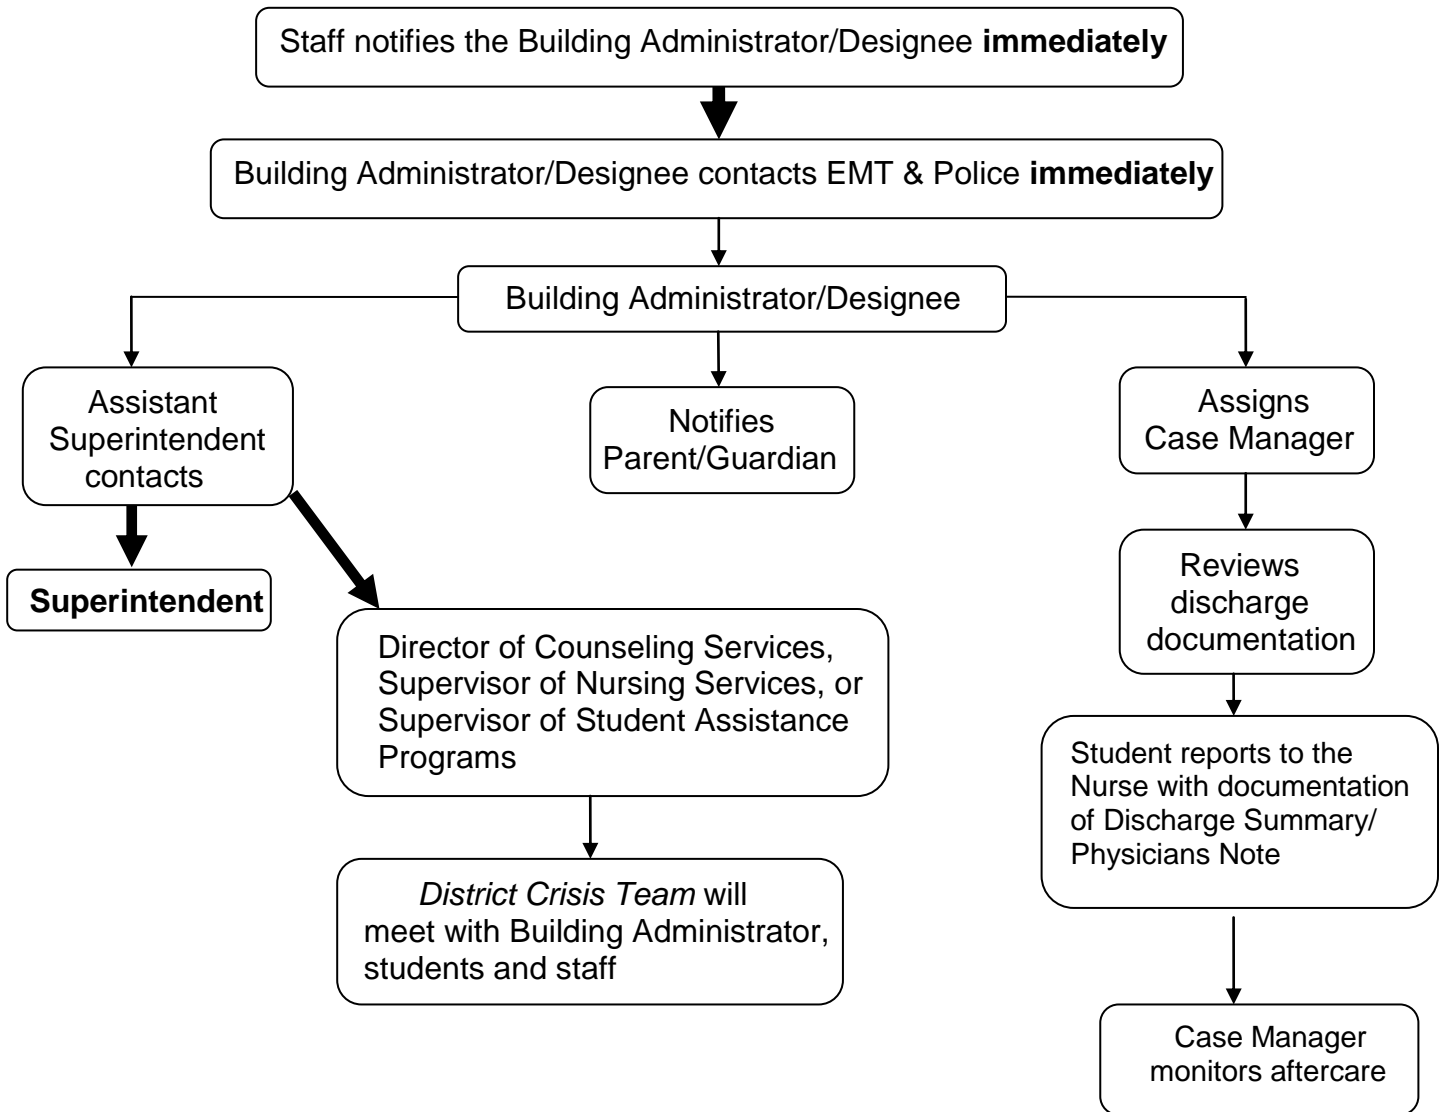 Staff notifies the Building Administrator/Designee immediately
Building Administrator/Designee contacts EMT & Police immediately
Building Administrator/Designee
Assistant
Superintendent
contacts
Notifies
Parent/Guardian
Assigns
Case Manager
Superintendent
Reviews
discharge
documentation
Director of Counseling Services,
Supervisor of Nursing Services, or
Supervisor of Student Assistance
Programs
Student reports to the
Nurse with documentation
of Discharge Summary/
Physicians Note
District Crisis Team will
meet with Building Administrator,
students and staff
Case Manager
monitors aftercare